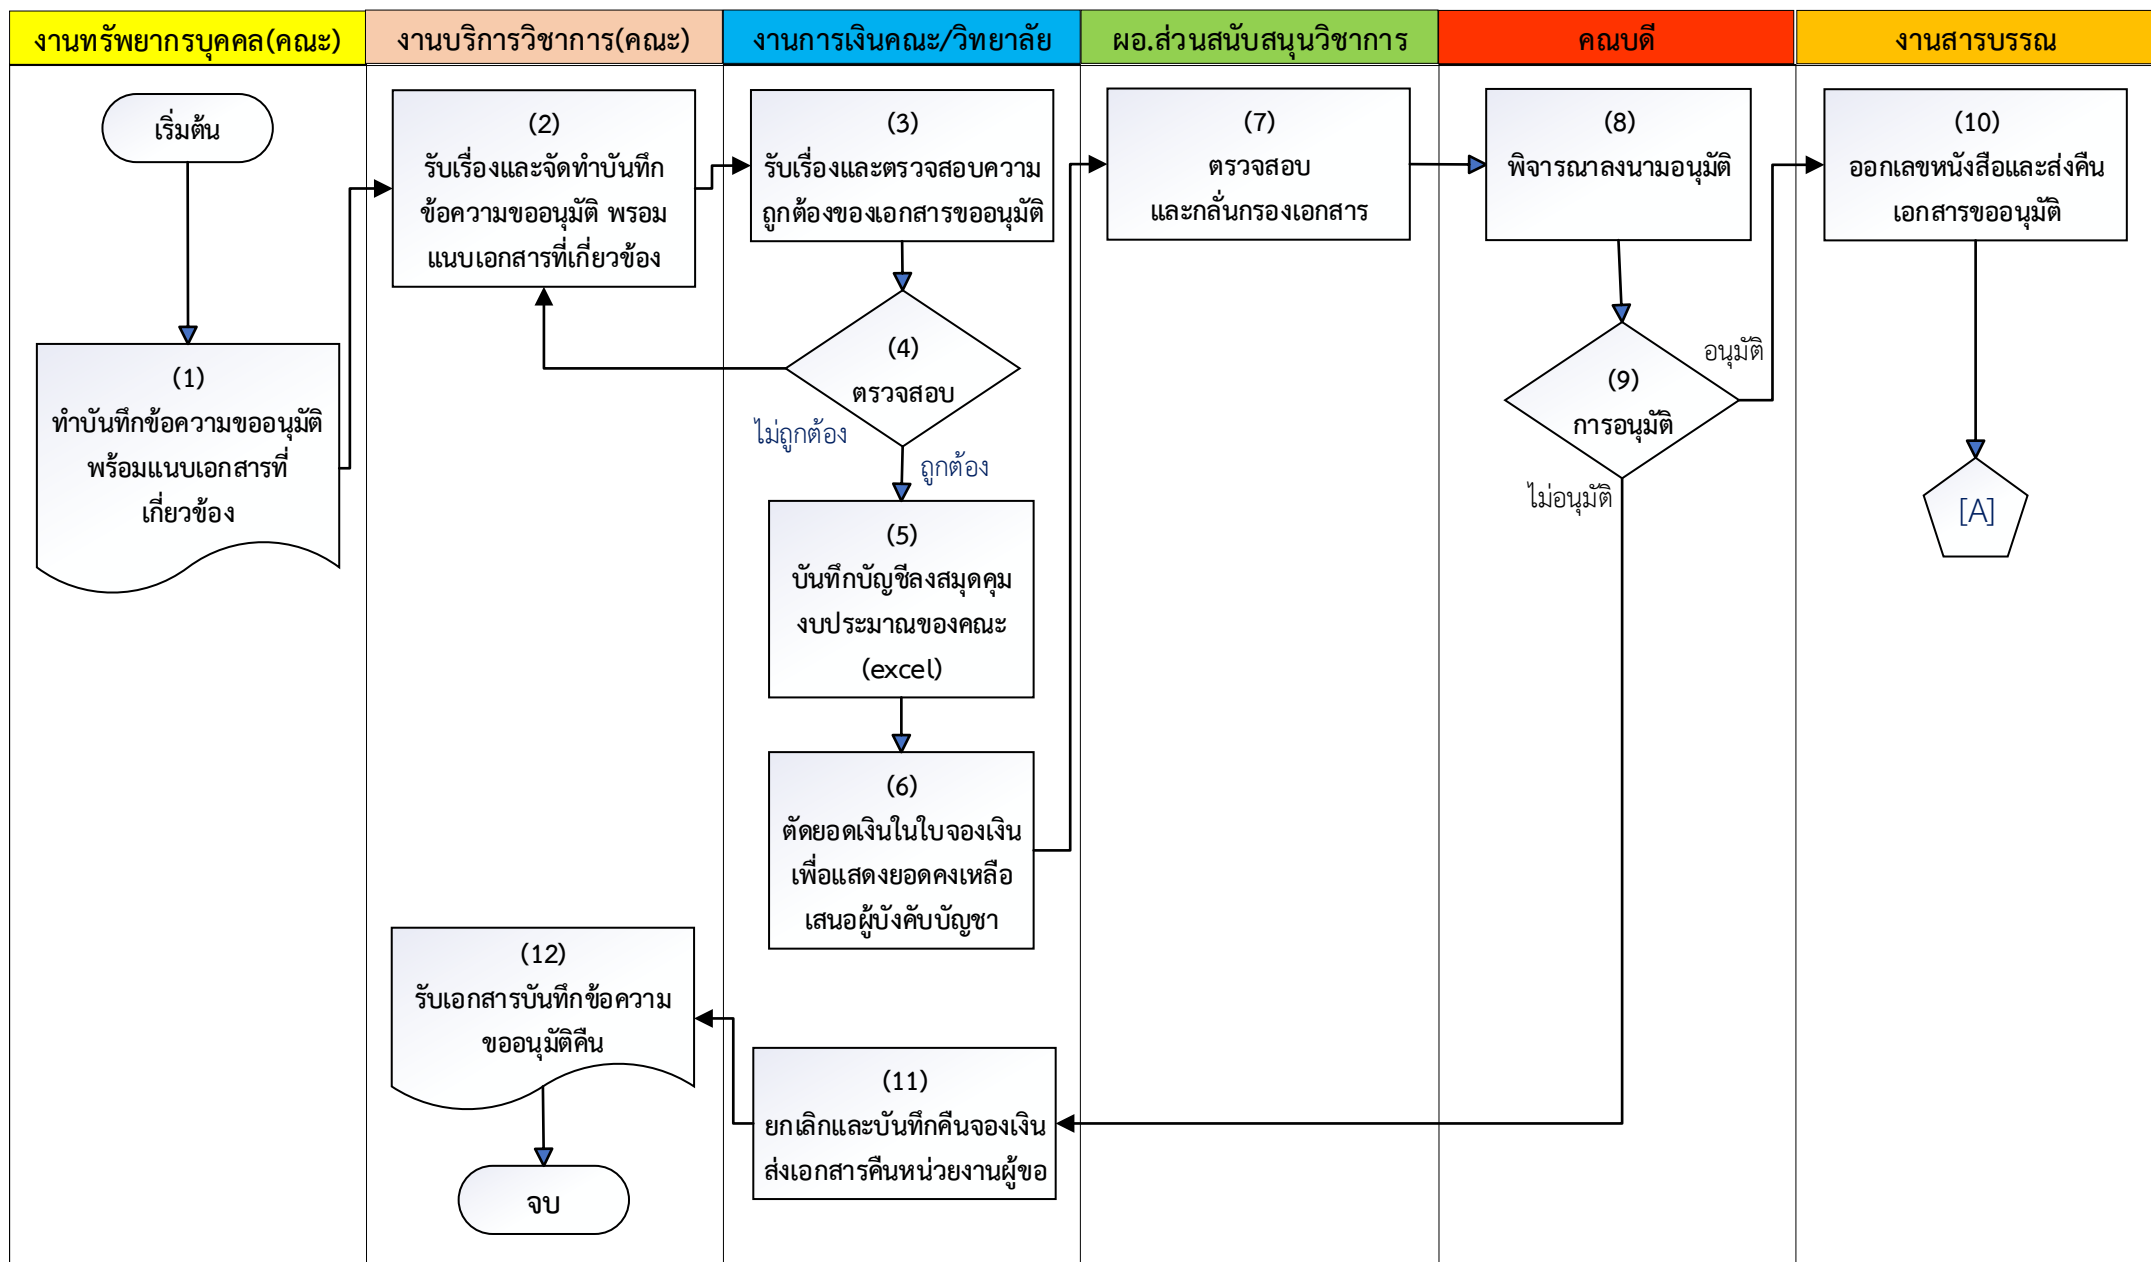 งานทรัพยากรบุคคล(คณะ)
งานบริการวิชาการ(คณะ)
งานการเงินคณะ/วิทยาลัย
ผอ.ส่วนสนับสนุนวิชาการ
คณบดี
งานสารบรรณ
เริ่มต้น
(1)
ทำบันทึกข้อความขออนุมัติ
พร้อมแนบเอกสารที่
เกี่ยวข้อง
(2)
รับเรื่องและจัดทำบันทึก
ข้อความขออนุมัติ พรอม
แนบเอกสารที่เกี่ยวข้อง
(3)
รับเรื่องและตรวจสอบความ
ถูกต้องของเอกสารขออนุมัติ
(4)
ตรวจสอบ
ไม่ถูกต้อง
ถูกต้อง
(5)
บันทึกบัญชีลงสมุดคุม
งบประมาณของคณะ
(excel)
(6)
ตัดยอดเงินในใบจองเงิน
เพื่อแสดงยอดคงเหลือ
เสนอผู้บังคับบัญชา
(7)
ตรวจสอบ
และกลั่นกรองเอกสาร
(8)
พิจารณาลงนามอนุมัติ
(9)
การอนุมัติ
อนุมัติ
ไม่อนุมัติ
(10)
ออกเลขหนังสือและส่งคืน
เอกสารขออนุมัติ
[A]
(11)
ยกเลิกและบันทึกคืนจองเงิน
ส่งเอกสารคืนหน่วยงานผู้ขอ
(12)
รับเอกสารบันทึกข้อความ
ขออนุมัติคืน
จบ